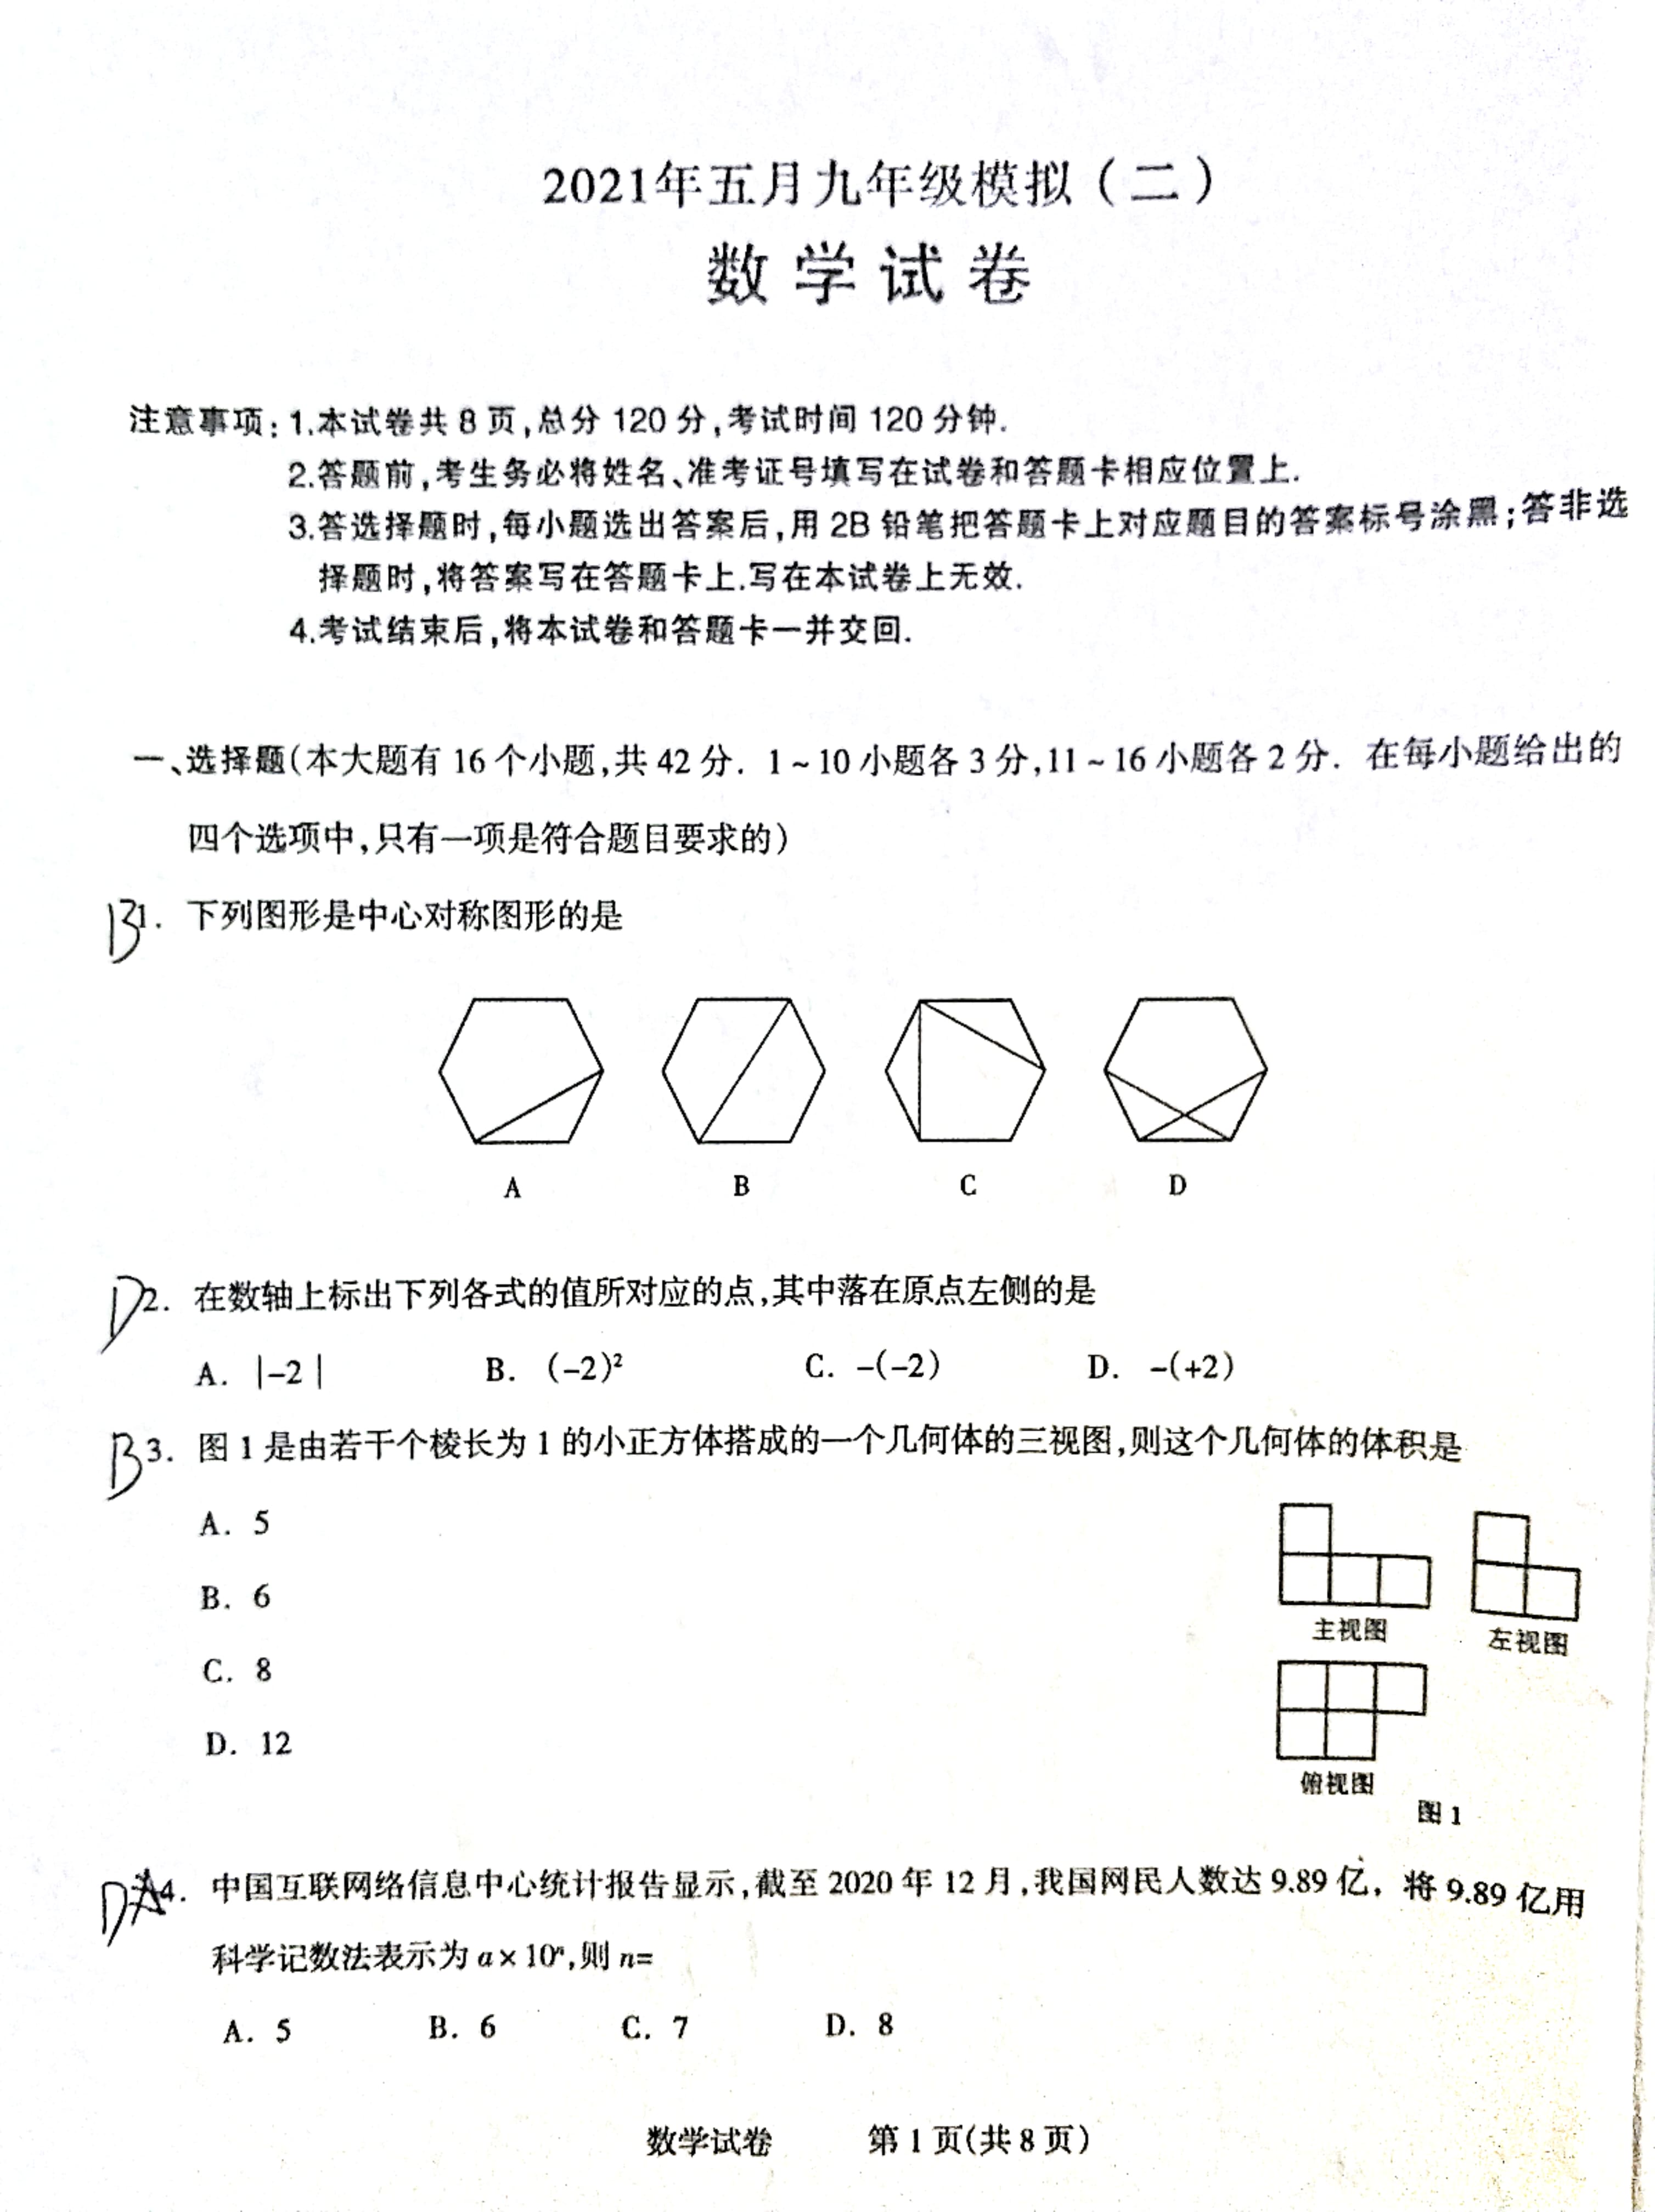 2021年五月九年级模拟(二)
数学试卷
注意事项:1.本试卷共8页,总分120分,考试时间120分钟.
2.答题前,考生务必将姓名、准考证号填写在试卷和答题卡相应位置上.
3.答选择题时,每小题选出答案后,用2B铅笔把答题卡上对应题目的答案标号涂黑;答非选
择题时,将答案写在答题卡上.写在本试卷上无效.
4.考试结束后,将本试卷和答题卡一并交回.
一、选择题(本大题有16个小题,共42分. 1~10小题各3分,11~16小题各2分. 在每小题给出的
四个选项中,只有一项是符合题目要求的)
B1. 下列图形是中心对称图形的是
A B C D
D2. 在数轴上标出下列各式的值所对应的点,其中落在原点左侧的是
A. |-2| B. (-2)² C. -(-2) D. -(+2)
B3. 图1是由若干个棱长为1的小正方体搭成的一个几何体的三视图,则这个几何体的体积是
A. 5
B. 6
C. 8
D. 12
主视图 左视图
俯视图
图1
D A4. 中国互联网络信息中心统计报告显示,截至2020年12月,我国网民人数达9.89亿, 将9.89亿用
科学记数法表示为a×10ⁿ,则n=
A. 5 B. 6 C. 7 D. 8
数学试卷 第1页(共8页)